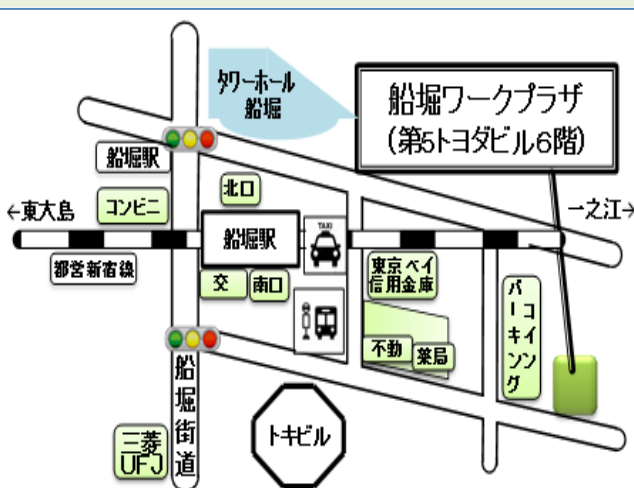 タワーホール
船堀
船堀ワークプラザ
(第5トヨダビル6階)
船堀駅
北口
コンビニ
←東大島
一之江→
船堀駅
TAXI
都営新宿線
交
南口
東京ベイ
信用金庫
コイン
パーキング
不動
薬局
船堀街道
トキビル
三菱
UFJ